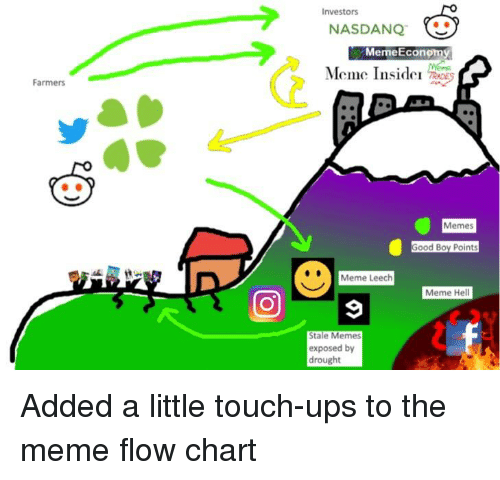 Investors
NASDANQ
MemeEconomy
Meme Insider
MEME
TRADES
Farmers
Memes
Good Boy Points
Meme Leech
Meme Hell
9
f
Stale Memes
exposed by
drought
Added a little touch-ups to the
meme flow chart